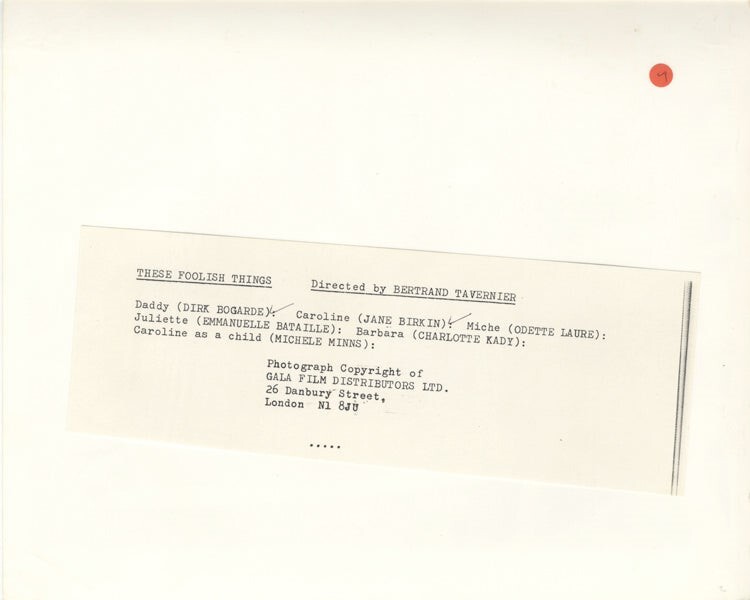 THESE FOOLISH THINGS Directed by BERTRAND TAVERNIER
Daddy (DIRK BOGARDE): Caroline (JANE BIRKIN): Miche (ODETTE LAURE):
Juliette (EMMANUELLE BATAILLE): Barbara (CHARLOTTE KADY):
Caroline as a child (MICHELE MINNS):
Photograph Copyright of
GALA FILM DISTRIBUTORS LTD.
26 Danbury Street,
London N1 8JU
.....